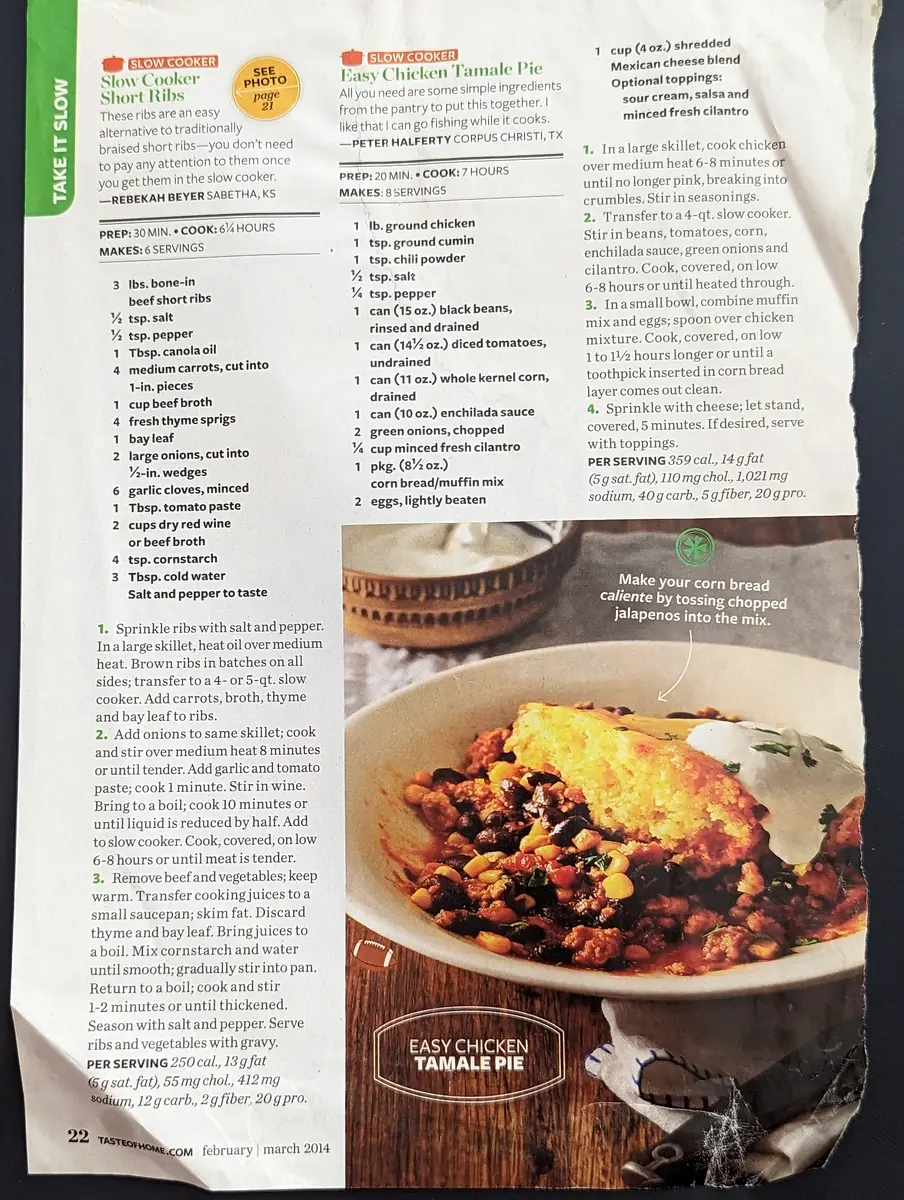 TAKE IT SLOW
SLOW COOKER
Slow Cooker
Short Ribs
SEE
PHOTO
page
21
These ribs are an easy
alternative to traditionally
braised short ribs—you don't need
to pay any attention to them once
you get them in the slow cooker.
—REBEKAH BEYER SABETHA, KS
PREP: 30 MIN. • COOK: 6¼ HOURS
MAKES: 6 SERVINGS
3 lbs. bone-in
beef short ribs
½ tsp. salt
½ tsp. pepper
1 Tbsp. canola oil
4 medium carrots, cut into
1-in. pieces
1 cup beef broth
4 fresh thyme sprigs
1 bay leaf
2 large onions, cut into
½-in. wedges
6 garlic cloves, minced
1 Tbsp. tomato paste
2 cups dry red wine
or beef broth
4 tsp. cornstarch
3 Tbsp. cold water
Salt and pepper to taste
1. Sprinkle ribs with salt and pepper.
In a large skillet, heat oil over medium
heat. Brown ribs in batches on all
sides; transfer to a 4- or 5-qt. slow
cooker. Add carrots, broth, thyme
and bay leaf to ribs.
2. Add onions to same skillet; cook
and stir over medium heat 8 minutes
or until tender. Add garlic and tomato
paste; cook 1 minute. Stir in wine.
Bring to a boil; cook 10 minutes or
until liquid is reduced by half. Add
to slow cooker. Cook, covered, on low
6-8 hours or until meat is tender.
3. Remove beef and vegetables; keep
warm. Transfer cooking juices to a
small saucepan; skim fat. Discard
thyme and bay leaf. Bring juices to
a boil. Mix cornstarch and water
until smooth; gradually stir into pan.
Return to a boil; cook and stir
1-2 minutes or until thickened.
Season with salt and pepper. Serve
ribs and vegetables with gravy.
PER SERVING 250 cal., 13 g fat
(5 g sat. fat), 55 mg chol., 412 mg
sodium, 12 g carb., 2 g fiber, 20 g pro.
22 TASTEOFHOME.COM february | march 2014
SLOW COOKER
Easy Chicken Tamale Pie
All you need are some simple ingredients
from the pantry to put this together. I
like that I can go fishing while it cooks.
—PETER HALFERTY CORPUS CHRISTI, TX
PREP: 20 MIN. • COOK: 7 HOURS
MAKES: 8 SERVINGS
1 lb. ground chicken
1 tsp. ground cumin
1 tsp. chili powder
½ tsp. salt
¼ tsp. pepper
1 can (15 oz.) black beans,
rinsed and drained
1 can (14½ oz.) diced tomatoes,
undrained
1 can (11 oz.) whole kernel corn,
drained
1 can (10 oz.) enchilada sauce
2 green onions, chopped
¼ cup minced fresh cilantro
1 pkg. (8½ oz.)
corn bread/muffin mix
2 eggs, lightly beaten
1 cup (4 oz.) shredded
Mexican cheese blend
Optional toppings:
sour cream, salsa and
minced fresh cilantro
1. In a large skillet, cook chicken
over medium heat 6-8 minutes or
until no longer pink, breaking into
crumbles. Stir in seasonings.
2. Transfer to a 4-qt. slow cooker.
Stir in beans, tomatoes, corn,
enchilada sauce, green onions and
cilantro. Cook, covered, on low
6-8 hours or until heated through.
3. In a small bowl, combine muffin
mix and eggs; spoon over chicken
mixture. Cook, covered, on low
1 to 1½ hours longer or until a
toothpick inserted in corn bread
layer comes out clean.
4. Sprinkle with cheese; let stand,
covered, 5 minutes. If desired, serve
with toppings.
PER SERVING 359 cal., 14 g fat
(5 g sat. fat), 110 mg chol., 1,021 mg
sodium, 40 g carb., 5 g fiber, 20 g pro.
Make your corn bread
caliente by tossing chopped
jalapenos into the mix.
EASY CHICKEN
TAMALE PIE